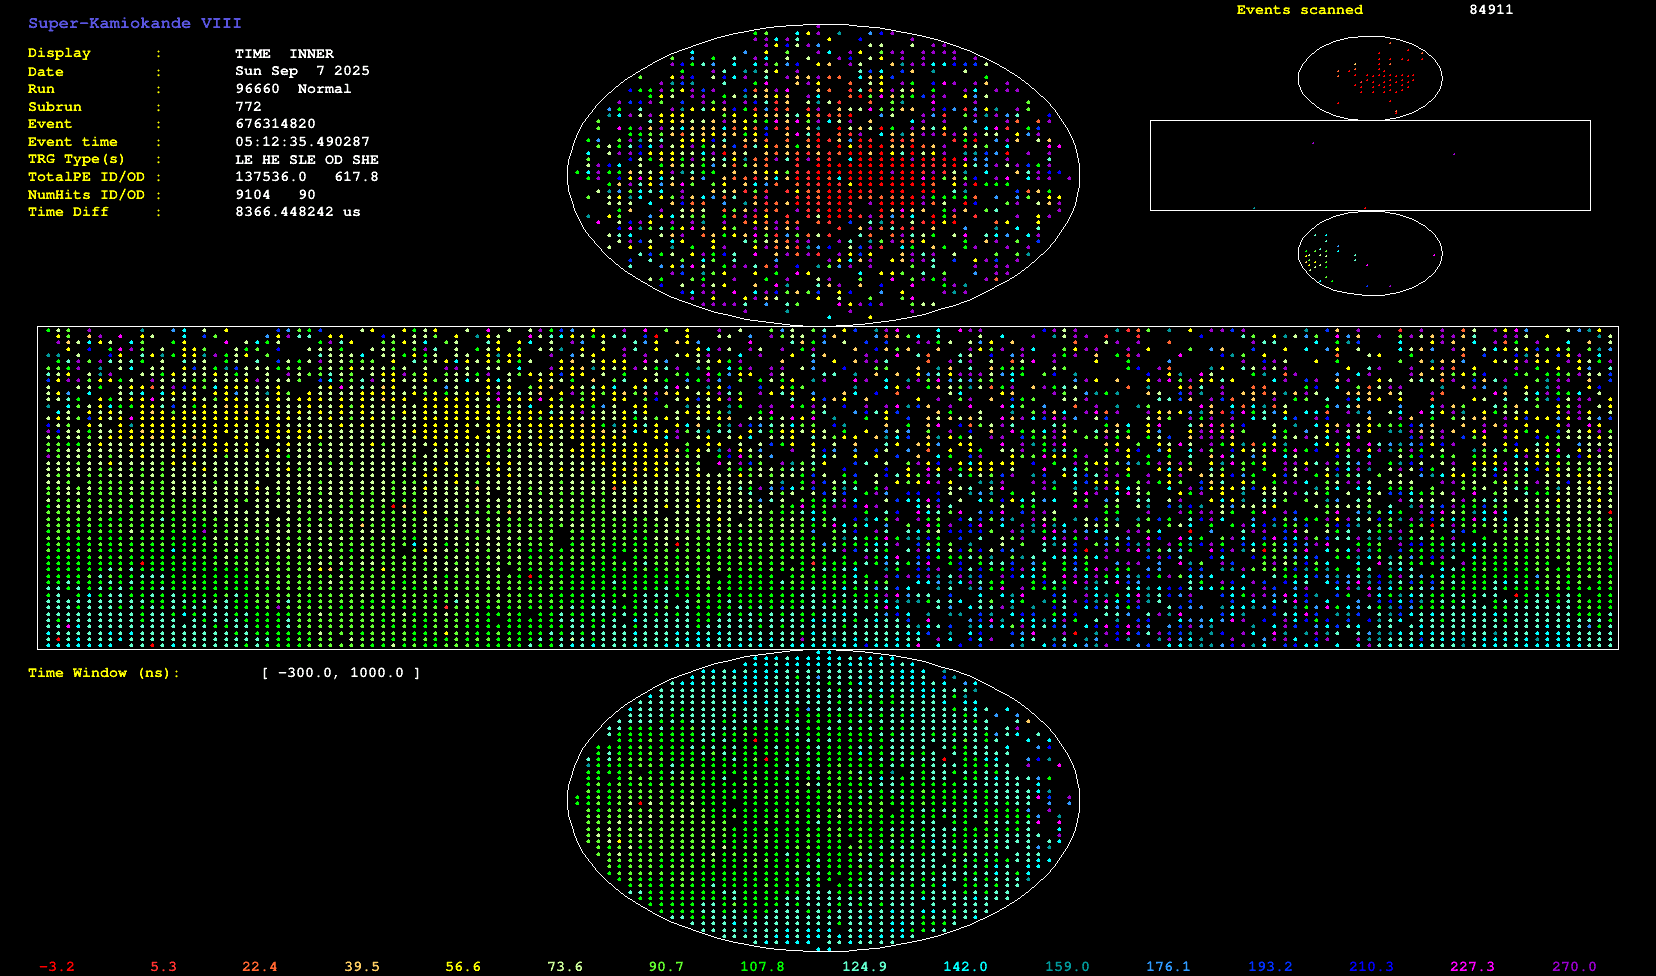 Super-Kamiokande VIII
Events scanned 84911
Display : TIME INNER
Date : Sun Sep 7 2025
Run : 96660 Normal
Subrun : 772
Event : 676314820
Event time : 05:12:35.490287
TRG Type(s) : LE HE SLE OD SHE
TotalPE ID/OD : 137536.0 617.8
NumHits ID/OD : 9104 90
Time Diff : 8366.448242 us
Time Window (ns): [ -300.0, 1000.0 ]
-3.2 5.3 22.4 39.5 56.6 73.6 90.7 107.8 124.9 142.0 159.0 176.1 193.2 210.3 227.3 270.0